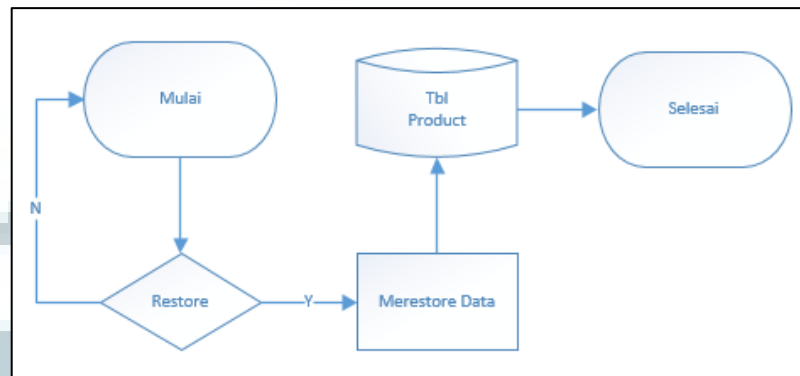 Mulai
Tbl
Product
Selesai
N
Restore
Y
Merestore Data